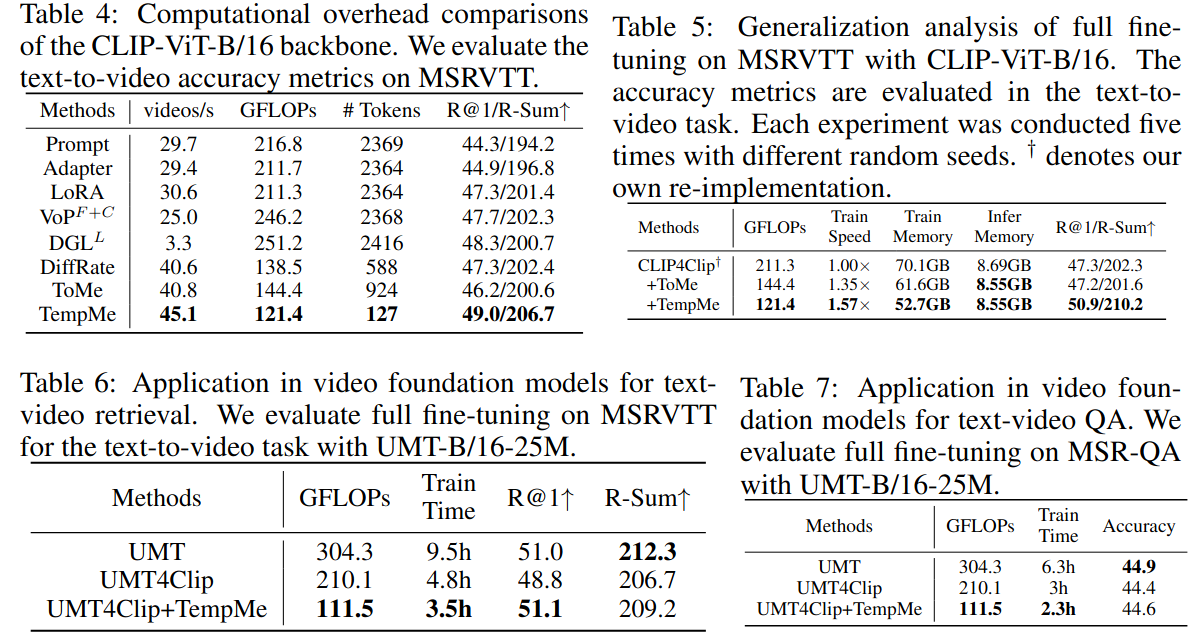 Table 4: Computational overhead comparisons
of the CLIP-ViT-B/16 backbone. We evaluate the
text-to-video accuracy metrics on MSRVTT.
Methods videos/s GFLOPs # Tokens R@1/R-Sum↑
Prompt 29.7 216.8 2369 44.3/194.2
Adapter 29.4 211.7 2364 44.9/196.8
LoRA 30.6 211.3 2364 47.3/201.4
VoP^{F+C} 25.0 246.2 2368 47.7/202.3
DGL^L 3.3 251.2 2416 48.3/200.7
DiffRate 40.6 138.5 588 47.3/202.4
ToMe 40.8 144.4 924 46.2/200.6
TempMe 45.1 121.4 127 49.0/206.7
Table 5: Generalization analysis of full fine-
tuning on MSRVTT with CLIP-ViT-B/16. The
accuracy metrics are evaluated in the text-to-
video task. Each experiment was conducted five
times with different random seeds. † denotes our
own re-implementation.
Methods GFLOPs Train Speed Train Memory Infer Memory R@1/R-Sum↑
CLIP4Clip† 211.3 1.00× 70.1GB 8.69GB 47.3/202.3
+ToMe 144.4 1.35× 61.6GB 8.55GB 47.2/201.6
+TempMe 121.4 1.57× 52.7GB 8.55GB 50.9/210.2
Table 6: Application in video foundation models for text-
video retrieval. We evaluate full fine-tuning on MSRVTT
for the text-to-video task with UMT-B/16-25M.
Methods GFLOPs Train Time R@1↑ R-Sum↑
UMT 304.3 9.5h 51.0 212.3
UMT4Clip 210.1 4.8h 48.8 206.7
UMT4Clip+TempMe 111.5 3.5h 51.1 209.2
Table 7: Application in video foun-
dation models for text-video QA. We
evaluate full fine-tuning on MSR-QA
with UMT-B/16-25M.
Methods GFLOPs Train Time Accuracy
UMT 304.3 6.3h 44.9
UMT4Clip 210.1 3h 44.4
UMT4Clip+TempMe 111.5 2.3h 44.6